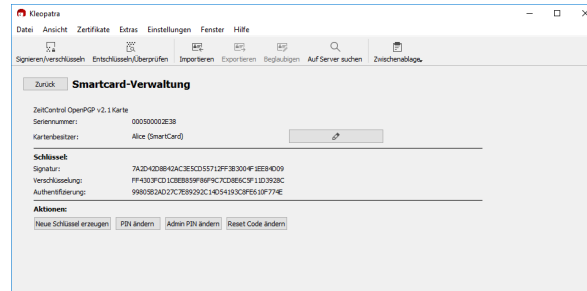 Kleopatra
Datei Ansicht Zertifikate Extras Einstellungen Fenster Hilfe
Signieren/verschlüsseln Entschlüsseln/Überprüfen Importieren Exportieren Beglaubigen Auf Server suchen Zwischenablage
Zurück Smartcard-Verwaltung
ZeitControl OpenPGP v2.1 Karte
Seriennummer: 000500002E38
Kartenbesitzer: Alice (SmartCard)
Schlüssel:
Signatur: 7A2D42D8B42AC3E5CD55712FF3B3004F1EE84D09
Verschlüsselung: FF4303FCD1CBEB859F86F9C7CD8E6C5F11D3928C
Authentifizierung: 99805B2AD27C7E89292C14D54193C8FE610F774E
Aktionen:
Neue Schlüssel erzeugen PIN ändern Admin PIN ändern Reset Code ändern